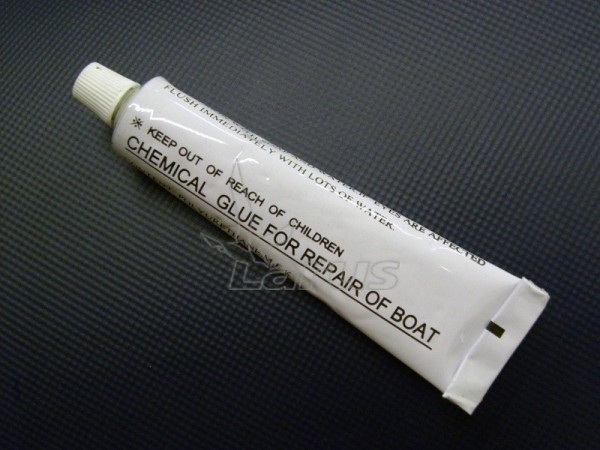 EYES ARE AFFECTED
FLUSH IMMEDIATELY WITH LOTS OF WATER.
※ KEEP OUT OF REACH OF CHILDREN
CHEMICAL GLUE FOR REPAIR OF BOAT
Larus